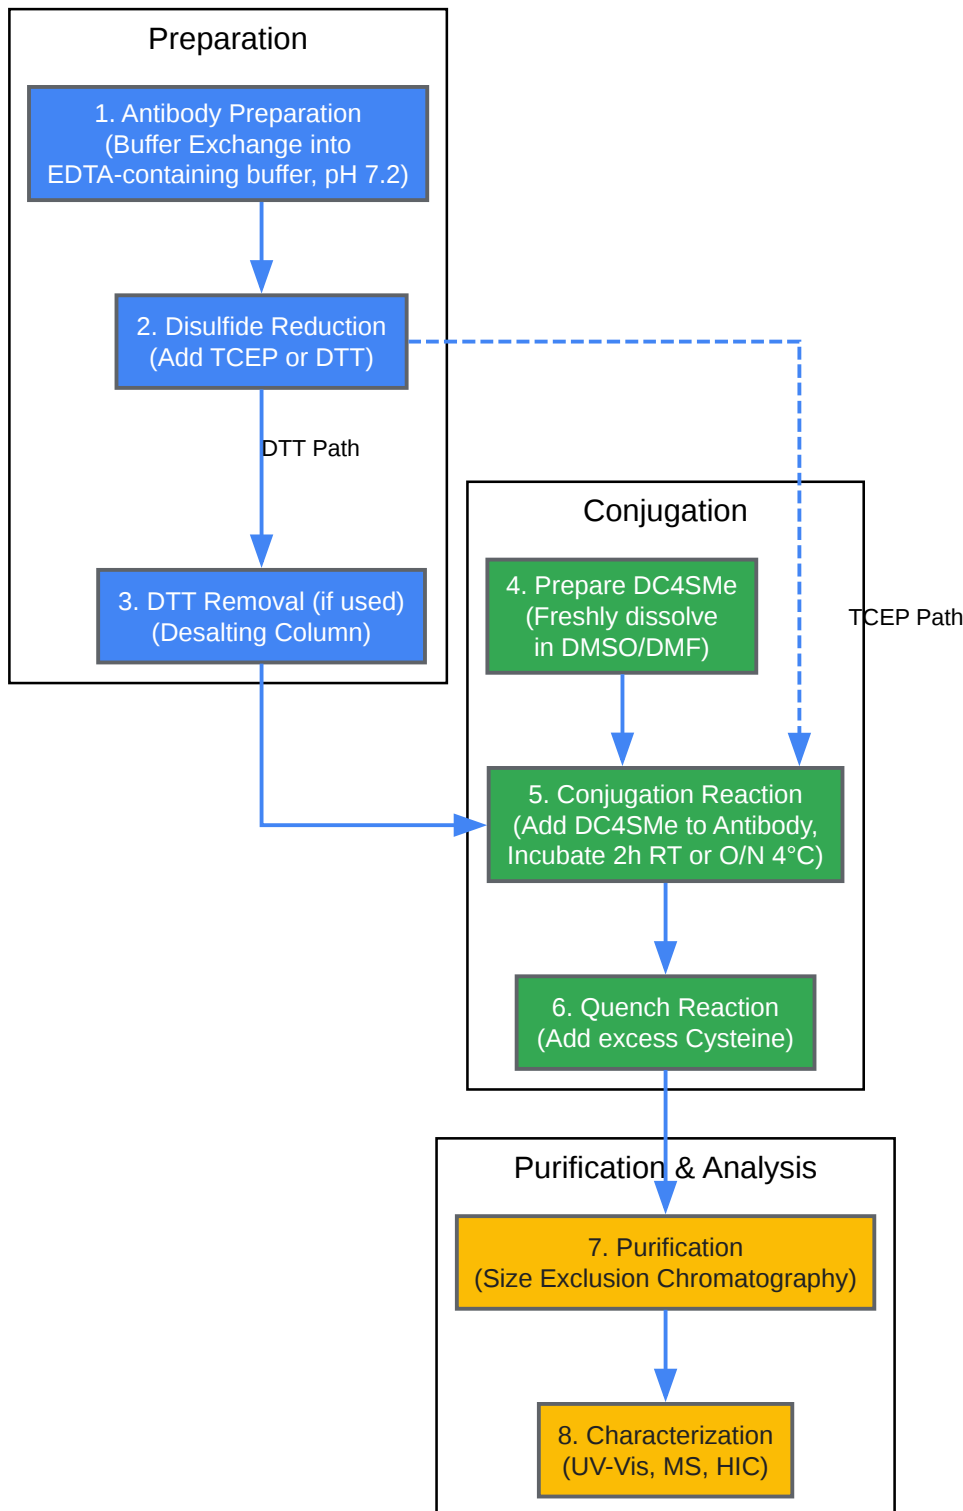 Preparation
1. Antibody Preparation
(Buffer Exchange into
EDTA-containing buffer, pH 7.2)
2. Disulfide Reduction
(Add TCEP or DTT)
DTT Path
3. DTT Removal (if used)
(Desalting Column)
Conjugation
4. Prepare DC4SMe
(Freshly dissolve
in DMSO/DMF)
TCEP Path
5. Conjugation Reaction
(Add DC4SMe to Antibody,
Incubate 2h RT or O/N 4°C)
6. Quench Reaction
(Add excess Cysteine)
Purification & Analysis
7. Purification
(Size Exclusion Chromatography)
8. Characterization
(UV-Vis, MS, HIC)